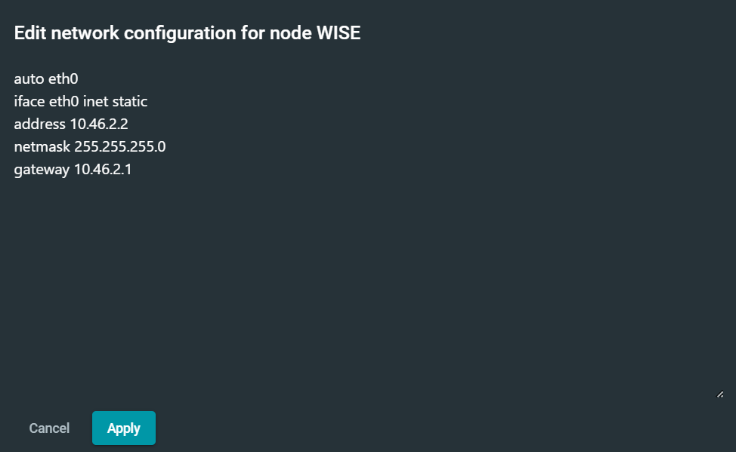 Edit network configuration for node WISE
auto eth0
iface eth0 inet static
address 10.46.2.2
netmask 255.255.255.0
gateway 10.46.2.1
Cancel Apply